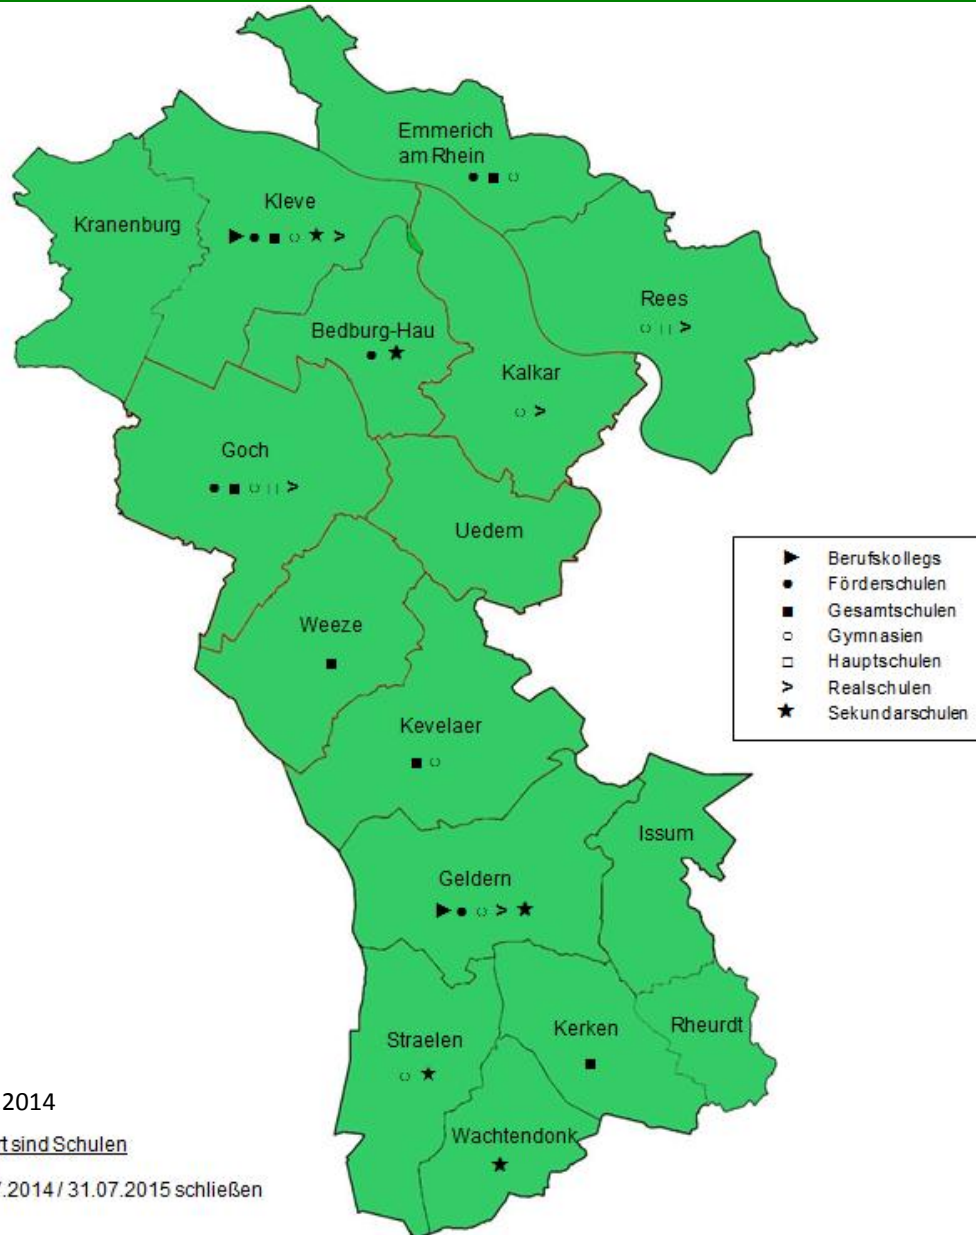 Emmerich
am Rhein
Kleve
Kranenburg
Rees
Bedburg-Hau
Kalkar
Goch
Uedem
Berufskollegs
Förderschulen
Gesamtschulen
Gymnasien
Hauptschulen
Realschulen
Sekundarschulen
Weeze
Kevelaer
Issum
Geldern
Straelen
Kerken
Rheurdt
Wachtendonk
2014
sind Schulen
.2014 / 31.07.2015 schließen